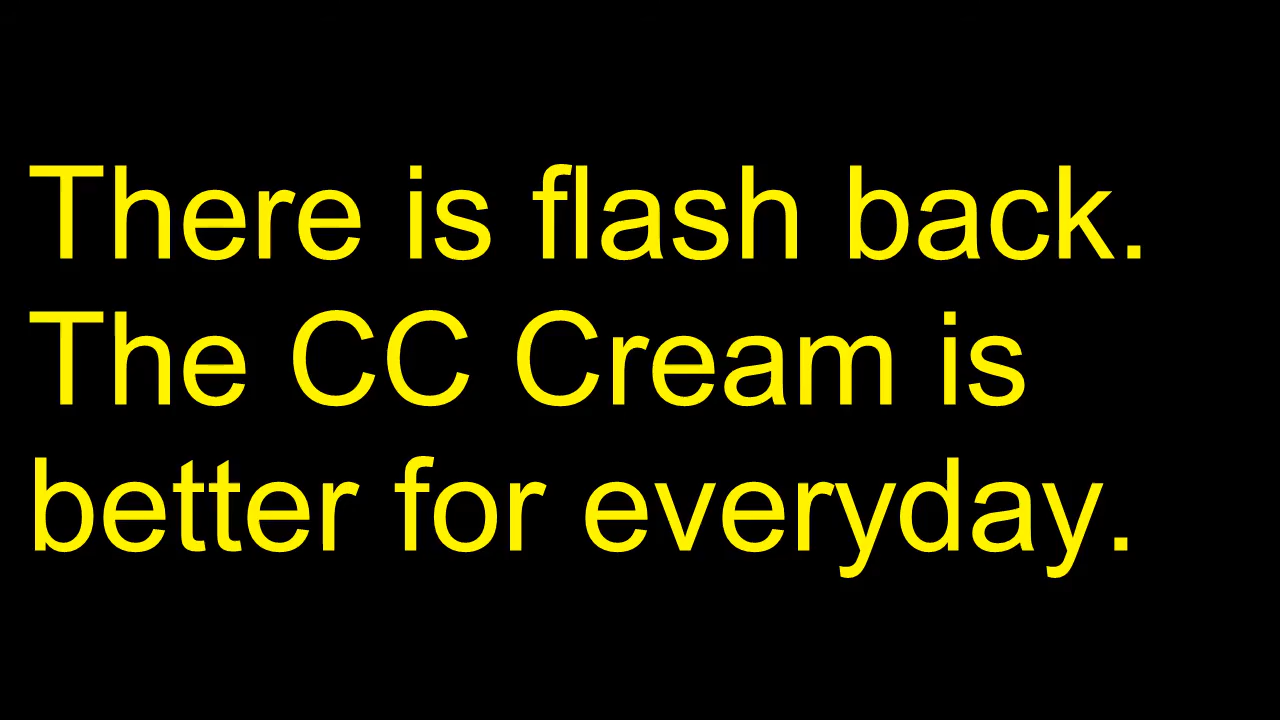 There is flash back.
The CC Cream is
better for everyday.